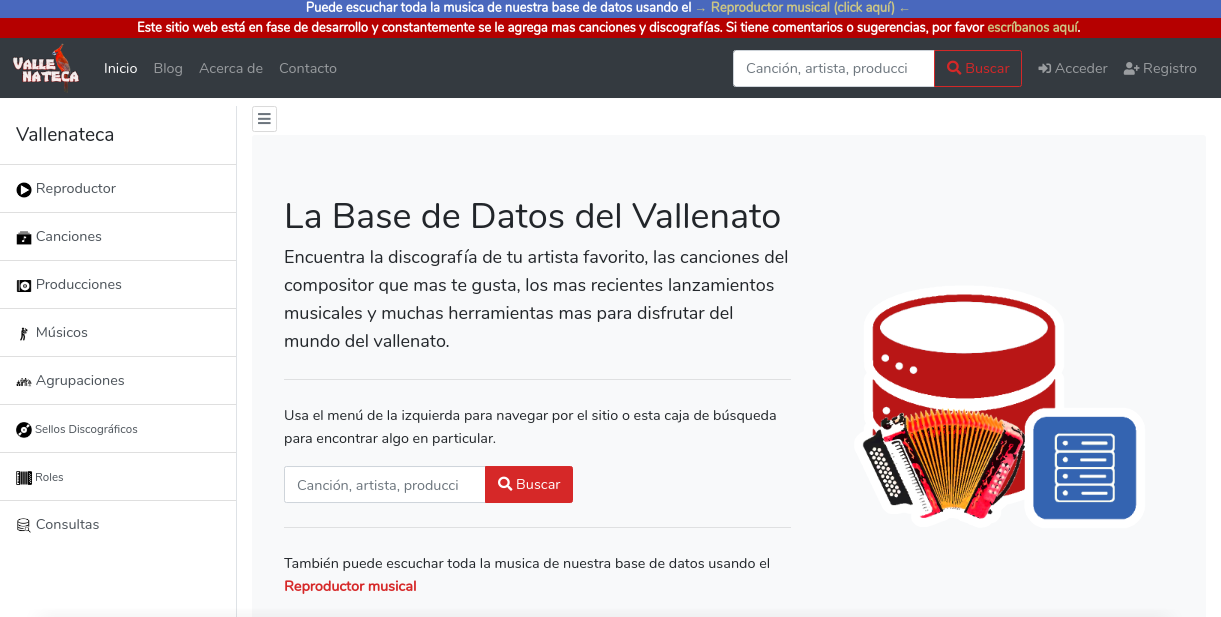 Puede escuchar toda la musica de nuestra base de datos usando el → Reproductor musical (click aquí) ←
Este sitio web está en fase de desarrollo y constantemente se le agrega mas canciones y discografías. Si tiene comentarios o sugerencias, por favor escríbanos aquí.
VALLE
NATECA
Inicio Blog Acerca de Contacto
Canción, artista, producci Buscar Acceder Registro
Vallenateca
Reproductor
Canciones
Producciones
Músicos
Agrupaciones
Sellos Discográficos
Roles
Consultas
La Base de Datos del Vallenato
Encuentra la discografía de tu artista favorito, las canciones del
compositor que mas te gusta, los mas recientes lanzamientos
musicales y muchas herramientas mas para disfrutar del
mundo del vallenato.
Usa el menú de la izquierda para navegar por el sitio o esta caja de búsqueda
para encontrar algo en particular.
Canción, artista, producci Buscar
También puede escuchar toda la musica de nuestra base de datos usando el
Reproductor musical